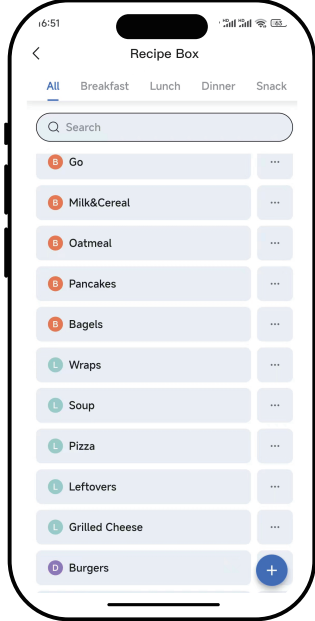 16:51
Recipe Box
All Breakfast Lunch Dinner Snack
Search
B Go
B Milk&Cereal
B Oatmeal
B Pancakes
B Bagels
L Wraps
L Soup
L Pizza
L Leftovers
L Grilled Cheese
D Burgers